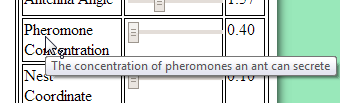 Antenna Angle 1.57
Pheromone 0.40
Concentration
The concentration of pheromones an ant can secrete
Nest 0.10
Coordinate